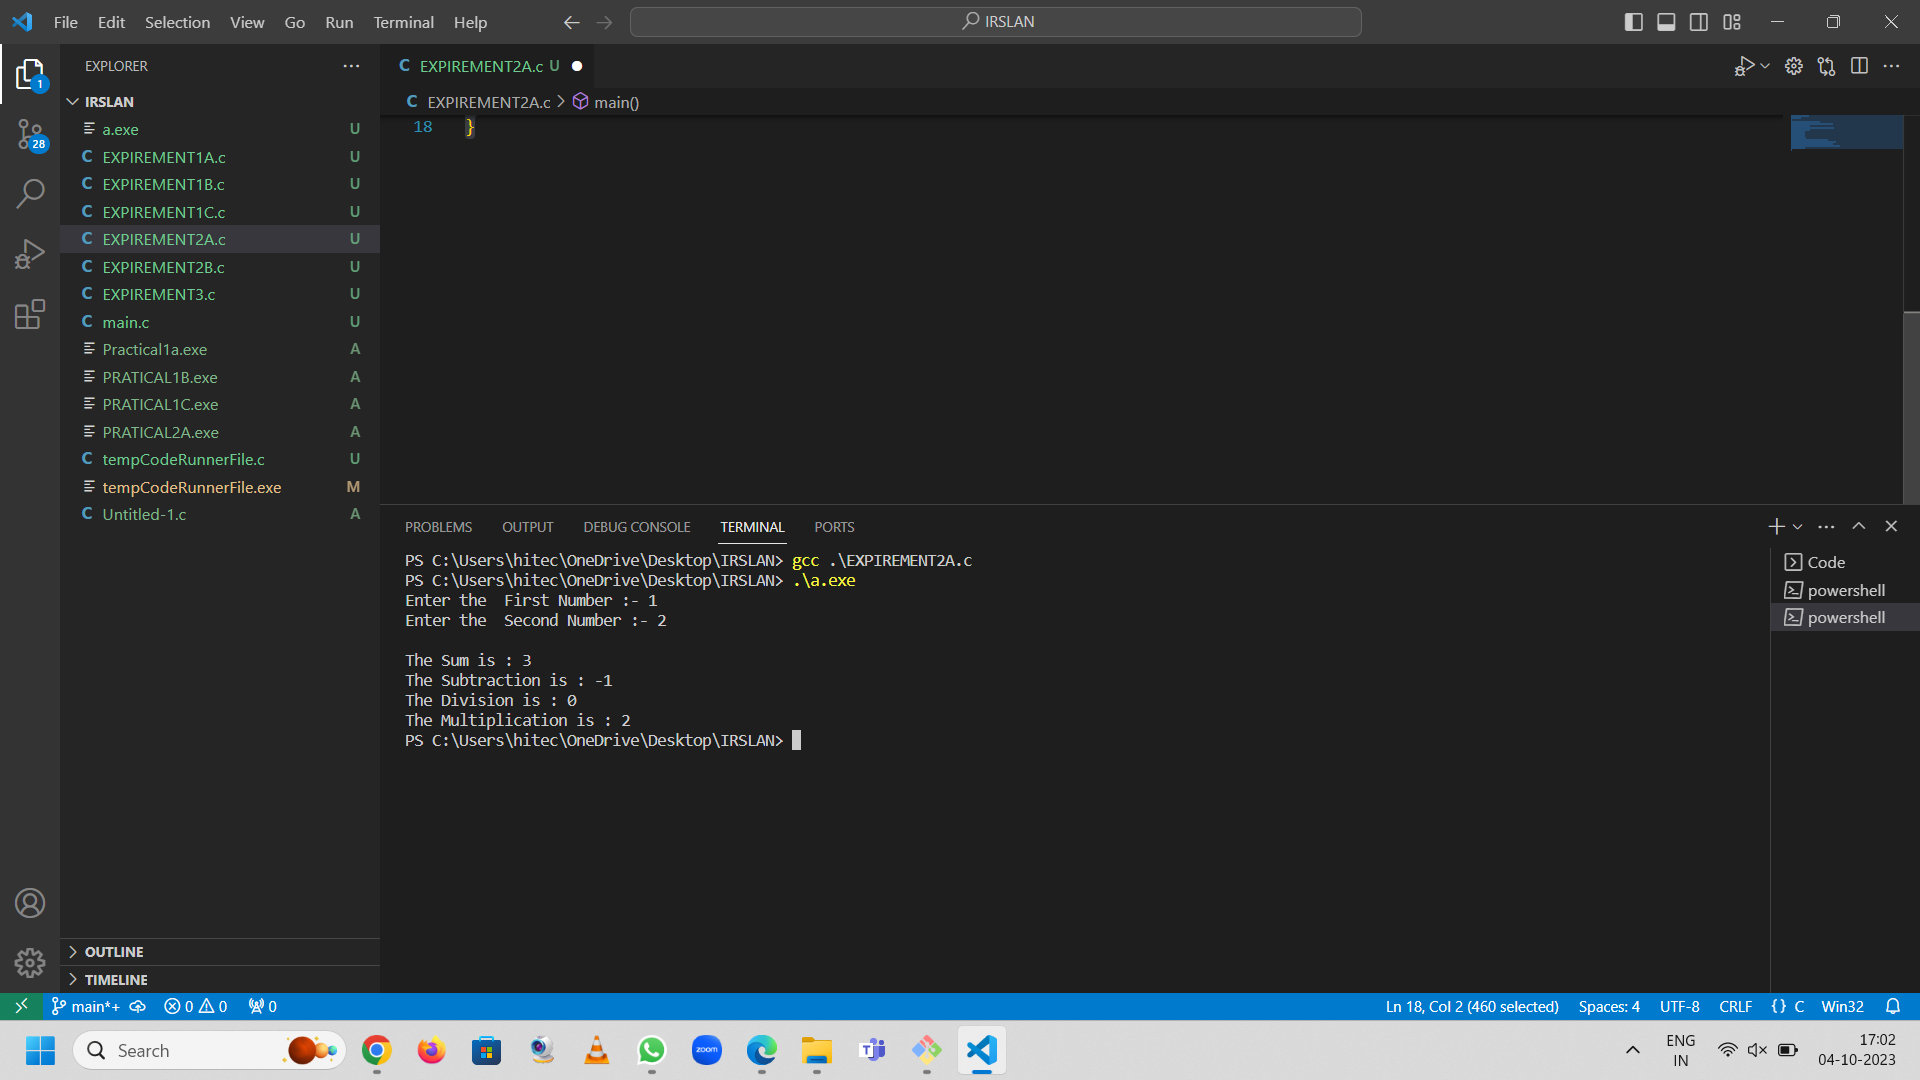 File Edit Selection View Go Run Terminal Help
IRSLAN
EXPLORER
C EXPIREMENT2A.c U
1
IRSLAN
C EXPIREMENT2A.c > main()
18 }
a.exe U
C EXPIREMENT1A.c U
28
C EXPIREMENT1B.c U
C EXPIREMENT1C.c U
C EXPIREMENT2A.c U
C EXPIREMENT2B.c U
C EXPIREMENT3.c U
C main.c U
Practical1a.exe A
PRATICAL1B.exe A
PRATICAL1C.exe A
PRATICAL2A.exe A
C tempCodeRunnerFile.c U
tempCodeRunnerFile.exe M
C Untitled-1.c A
PROBLEMS OUTPUT DEBUG CONSOLE TERMINAL PORTS
PS C:\Users\hitec\OneDrive\Desktop\IRSLAN> gcc .\EXPIREMENT2A.c
PS C:\Users\hitec\OneDrive\Desktop\IRSLAN> .\a.exe
Enter the  First Number :- 1
Enter the  Second Number :- 2
The Sum is : 3
The Subtraction is : -1
The Division is : 0
The Multiplication is : 2
PS C:\Users\hitec\OneDrive\Desktop\IRSLAN>
Code
powershell
powershell
OUTLINE
TIMELINE
main*+ 0 0 0 Ln 18, Col 2 (460 selected) Spaces: 4 UTF-8 CRLF {} C Win32
Search
zoom
ENG
IN
17:02
04-10-2023